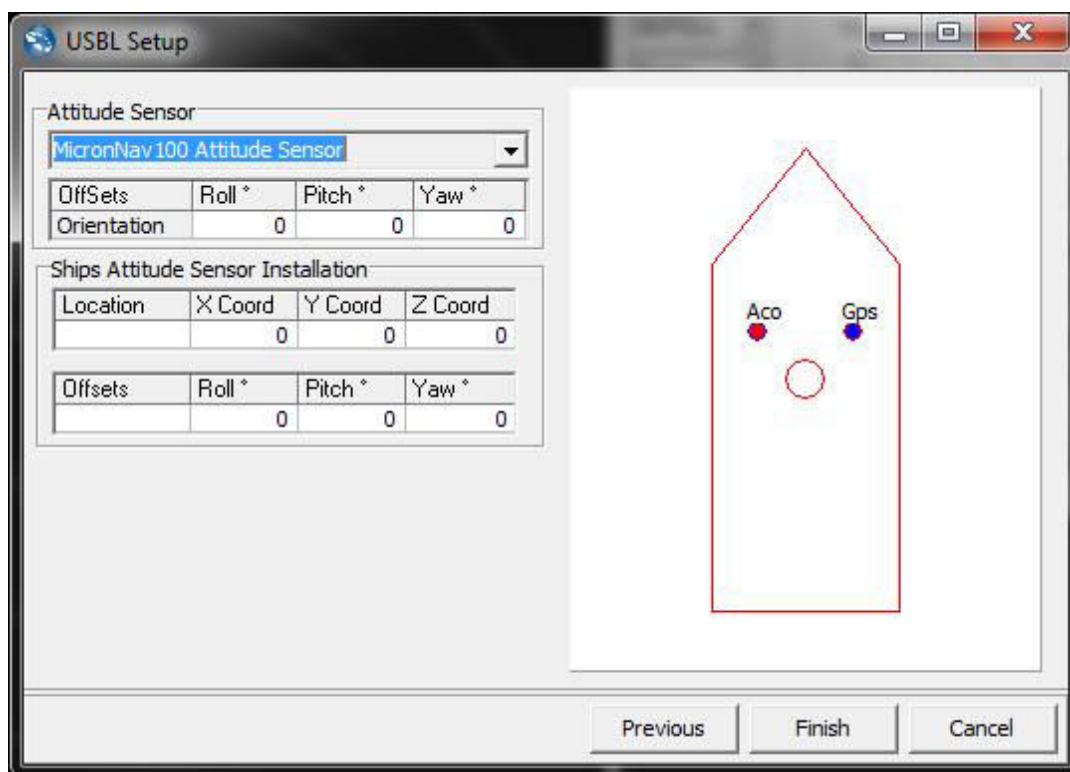 USBL Setup
Attitude Sensor
MicronNav100 Attitude Sensor
OffSets Roll ° Pitch ° Yaw °
Orientation 0 0 0
Ships Attitude Sensor Installation
Location X Coord Y Coord Z Coord
0 0 0
Offsets Roll ° Pitch ° Yaw °
0 0 0
Aco Gps
Previous Finish Cancel